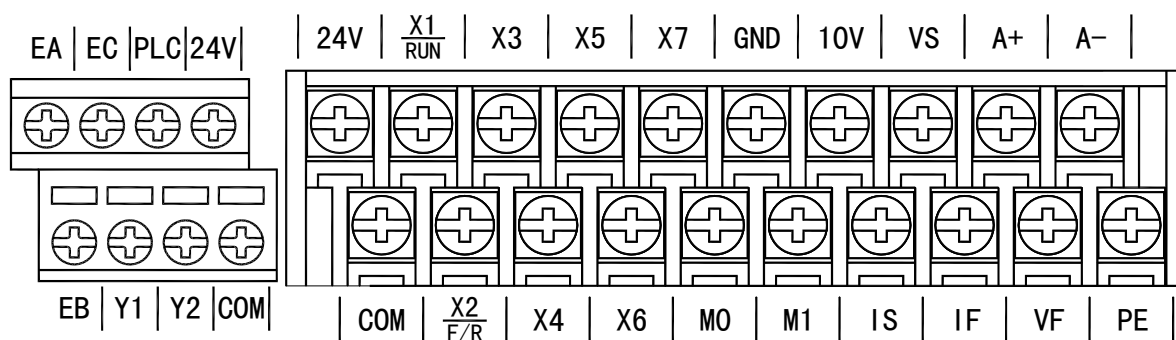 EA EC PLC 24V
EB Y1 Y2 COM
24V X1 X3 X5 X7 GND 10V VS A+ A-
RUN
COM X2 X4 X6 M0 M1 IS IF VF PE
F/R